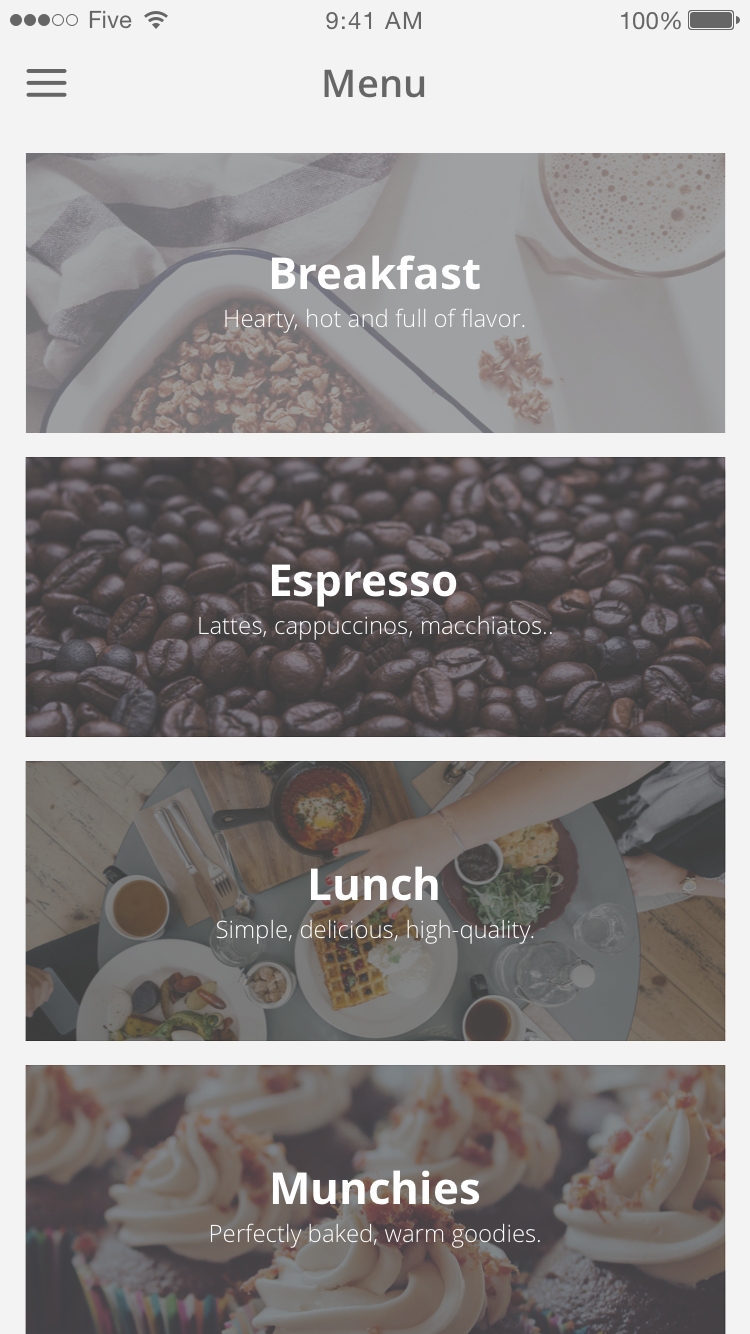 Five 9:41 AM 100%
Menu
Breakfast
Hearty, hot and full of flavor.
Espresso
Lattes, cappuccinos, macchiatos..
Lunch
Simple, delicious, high-quality.
Munchies
Perfectly baked, warm goodies.